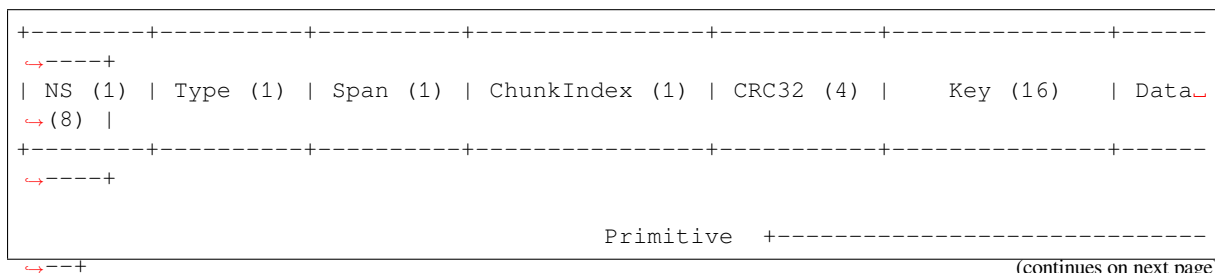 +--------+----------+----------+---------------+-----------+--------------+------
↪----+
| NS (1) | Type (1) | Span (1) | ChunkIndex (1) | CRC32 (4) |    Key (16)   | Data␣
↪(8) |
+--------+----------+----------+---------------+-----------+--------------+------
↪----+
Primitive  +----------------------------
↪--+
(continues on next page